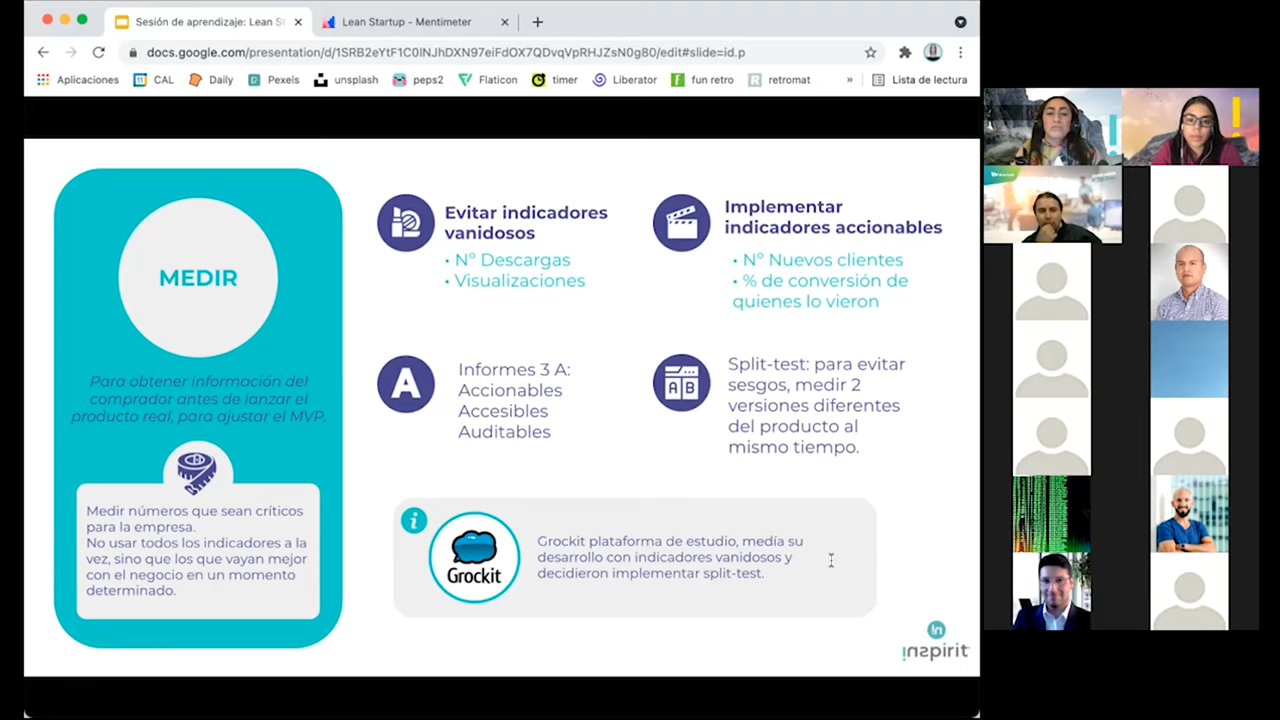 Sesión de aprendizaje: Lean S
Lean Startup - Mentimeter
docs.google.com/presentation/d/1SRB2eYtF1C0lNJhDXN97eiFdOX7QDvqVpRHJZsN0g80/edit#slide=id.p
Aplicaciones
CAL
Daily
Pexels
unsplash
peps2
Flaticon
timer
Liberator
fun retro
retromat
»
Lista de lectura
MEDIR
Para obtener información del
comprador antes de lanzar el
producto real, para ajustar el MVP.
Medir números que sean críticos
para la empresa.
No usar todos los indicadores a la
vez, sino que los que vayan mejor
con el negocio en un momento
determinado.
Evitar indicadores
vanidosos
• Nº Descargas
• Visualizaciones
Implementar
indicadores accionables
• Nº Nuevos clientes
• % de conversión de
quienes lo vieron
A
Informes 3 A:
Accionables
Accesibles
Auditables
A B
Split-test: para evitar
sesgos, medir 2
versiones diferentes
del producto al
mismo tiempo.
i
Grockit
Grockit plataforma de estudio, medía su
desarrollo con indicadores vanidosos y
decidieron implementar split-test.
inspirit